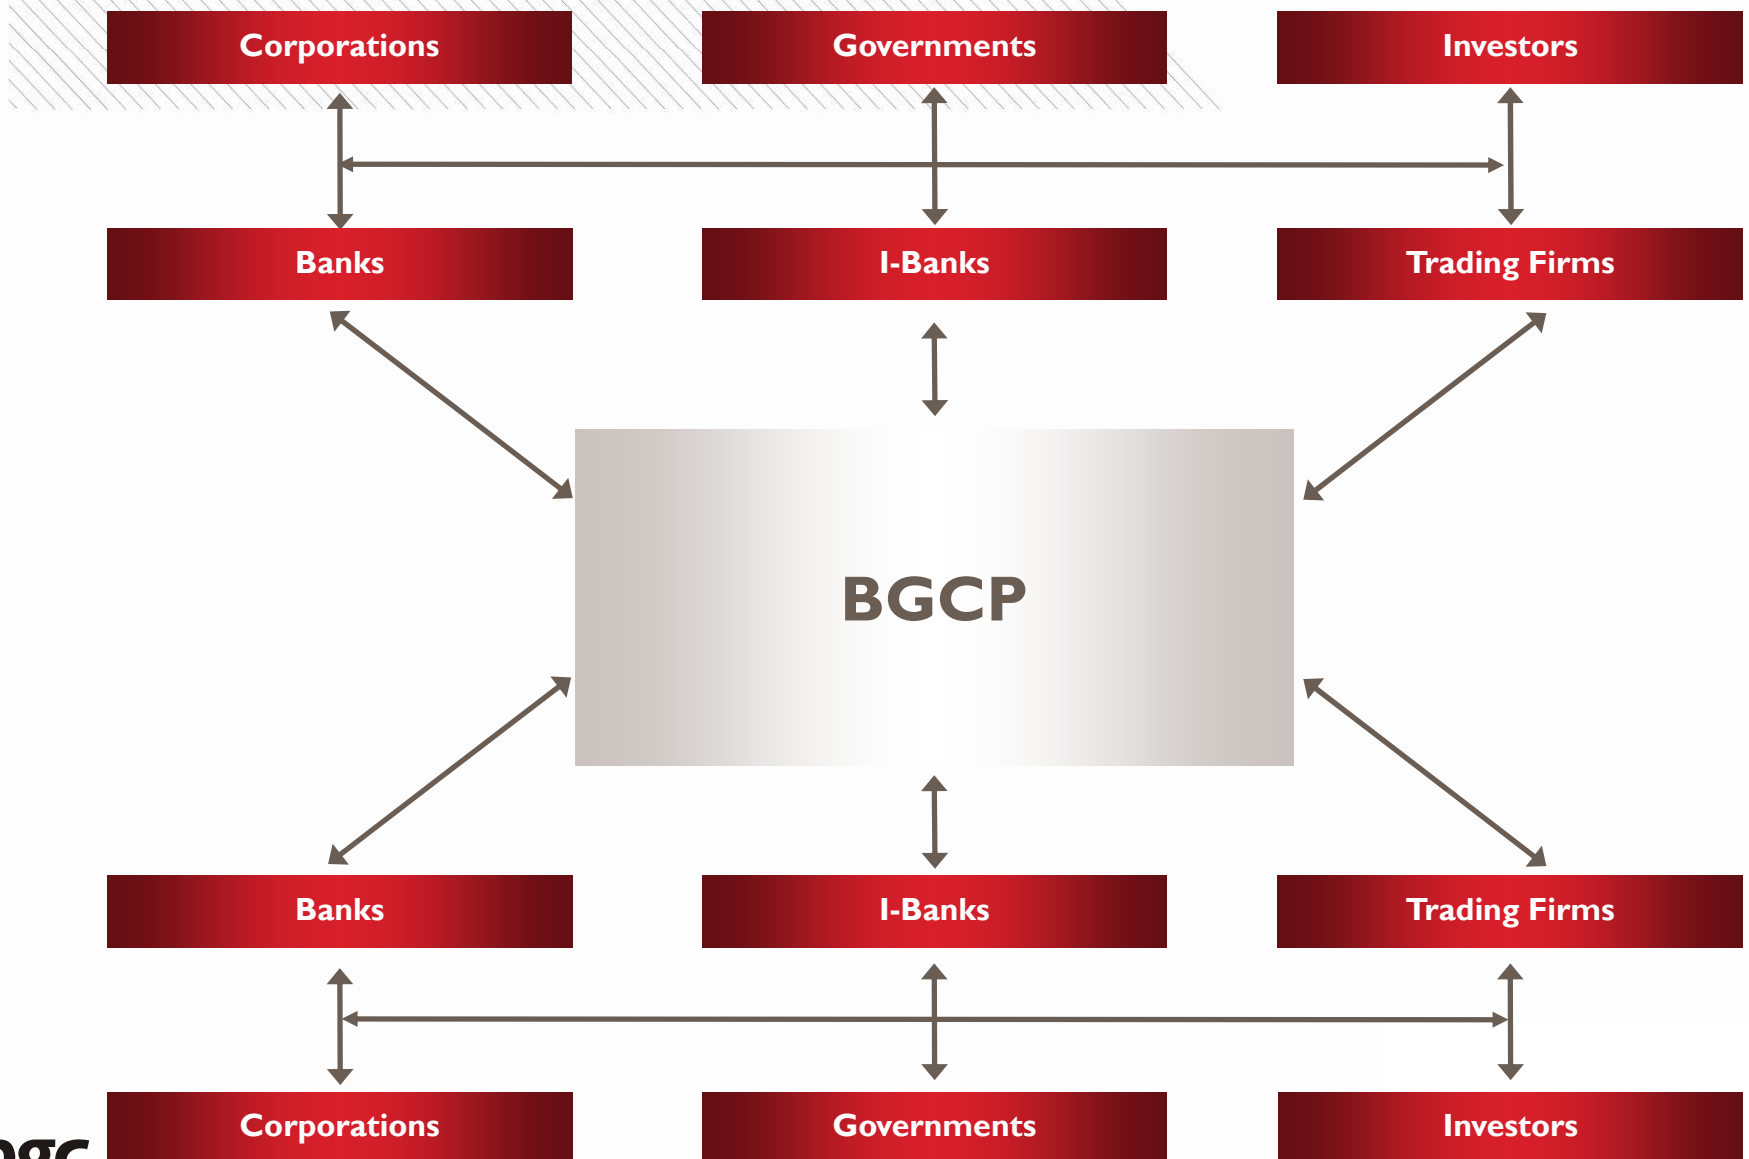 Corporations
Governments
Investors
Banks
I-Banks
Trading Firms
BGCP
Banks
I-Banks
Trading Firms
Corporations
Governments
Investors